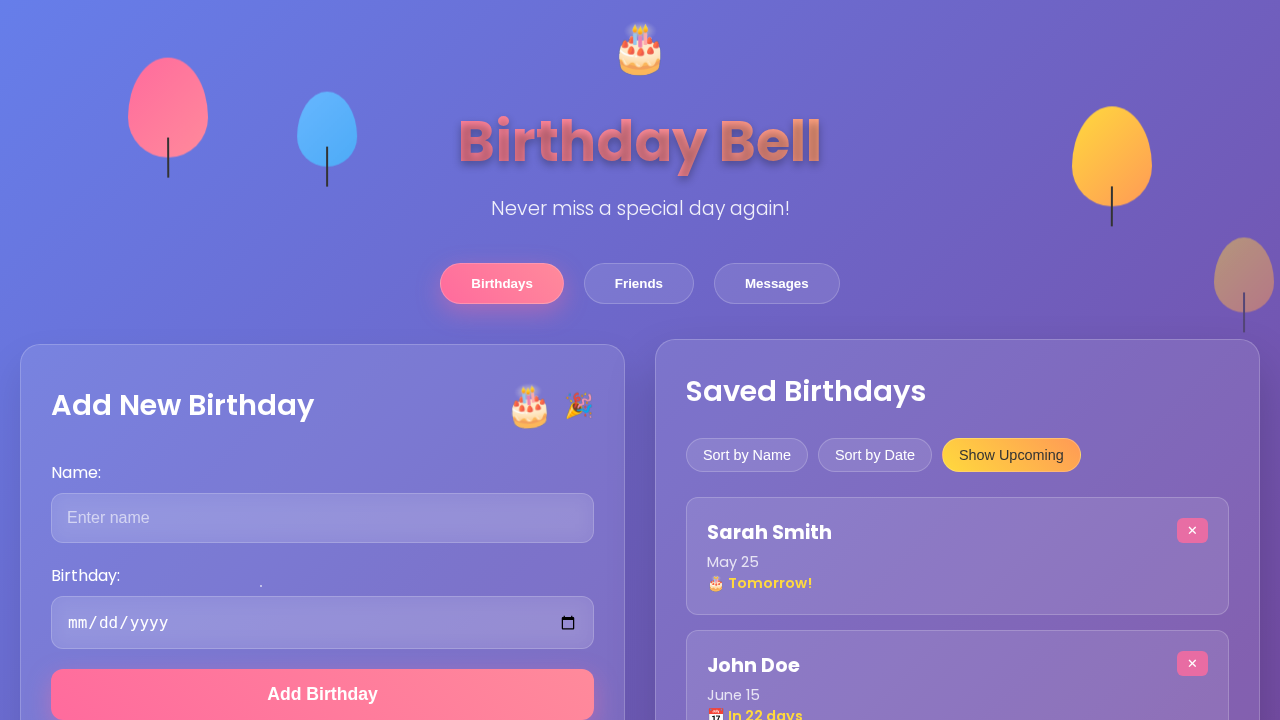 Birthday Bell
Never miss a special day again!
Birthdays
Friends
Messages
Add New Birthday
Name:
Enter name
Birthday:
mm/dd/yyyy
Add Birthday
Saved Birthdays
Sort by Name
Sort by Date
Show Upcoming
Sarah Smith
×
May 25
🎂 Tomorrow!
John Doe
×
June 15
📅 In 22 days